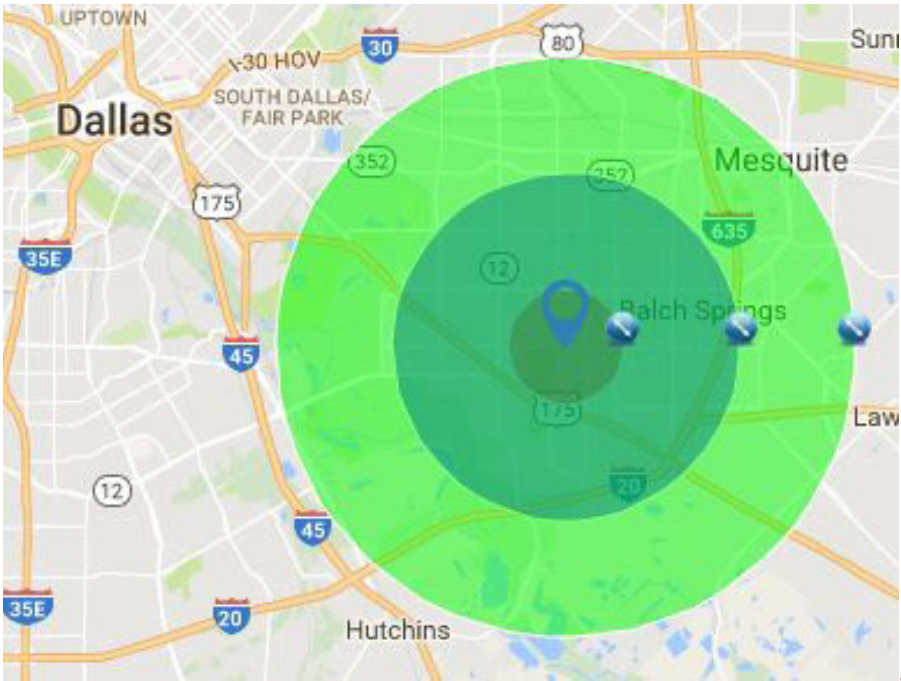 UPTOWN
30
80
Sunn
I-30 HOV
SOUTH DALLAS/
FAIR PARK
Dallas
352
Mesquite
352
175
635
35E
12
Balch Springs
45
175
Law
20
12
45
35E
20
Hutchins